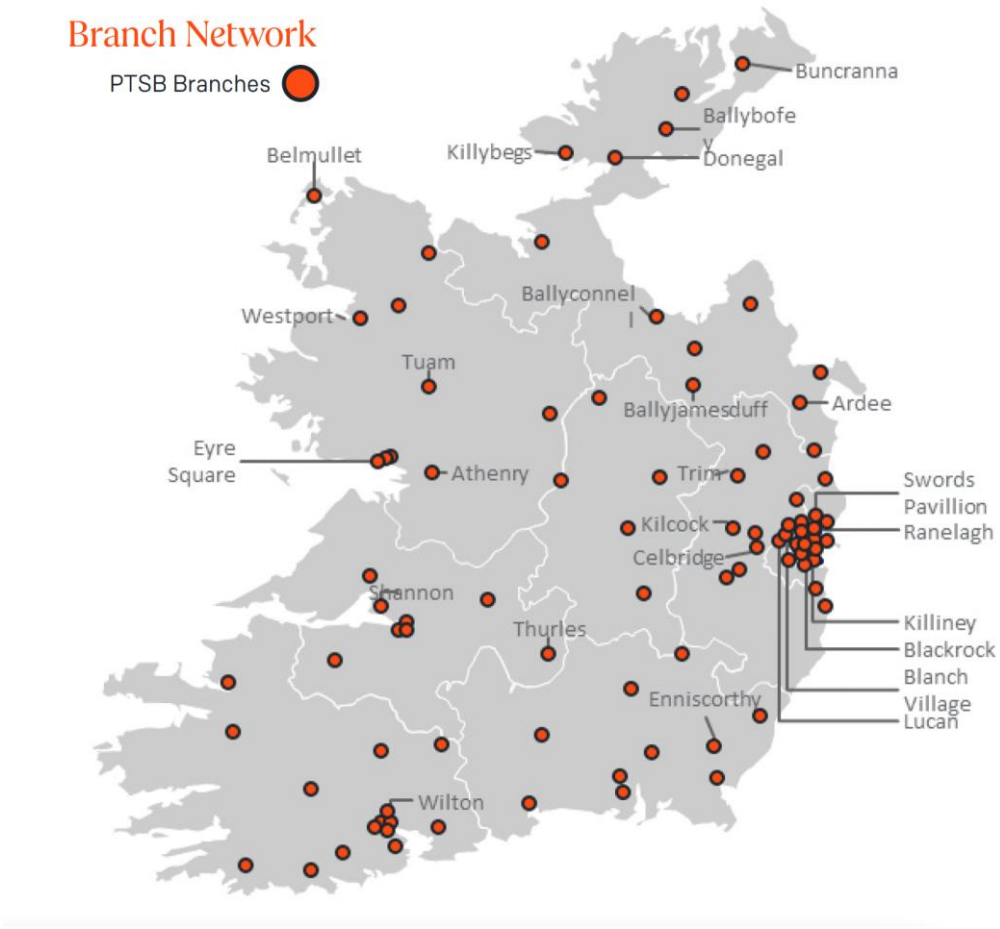 Branch Network
PTSB Branches
Buncranna
Ballybofe
y
Donegal
Killybegs
Belmullet
Ballyconnel
l
Westport
Tuam
Ballyjamesduff
Ardee
Eyre
Square
Athenry
Trim
Swords
Pavillion
Ranelagh
Kilcock
Celbridge
Shannon
Thurles
Killiney
Blackrock
Blanch
Village
Lucan
Enniscorthy
Wilton